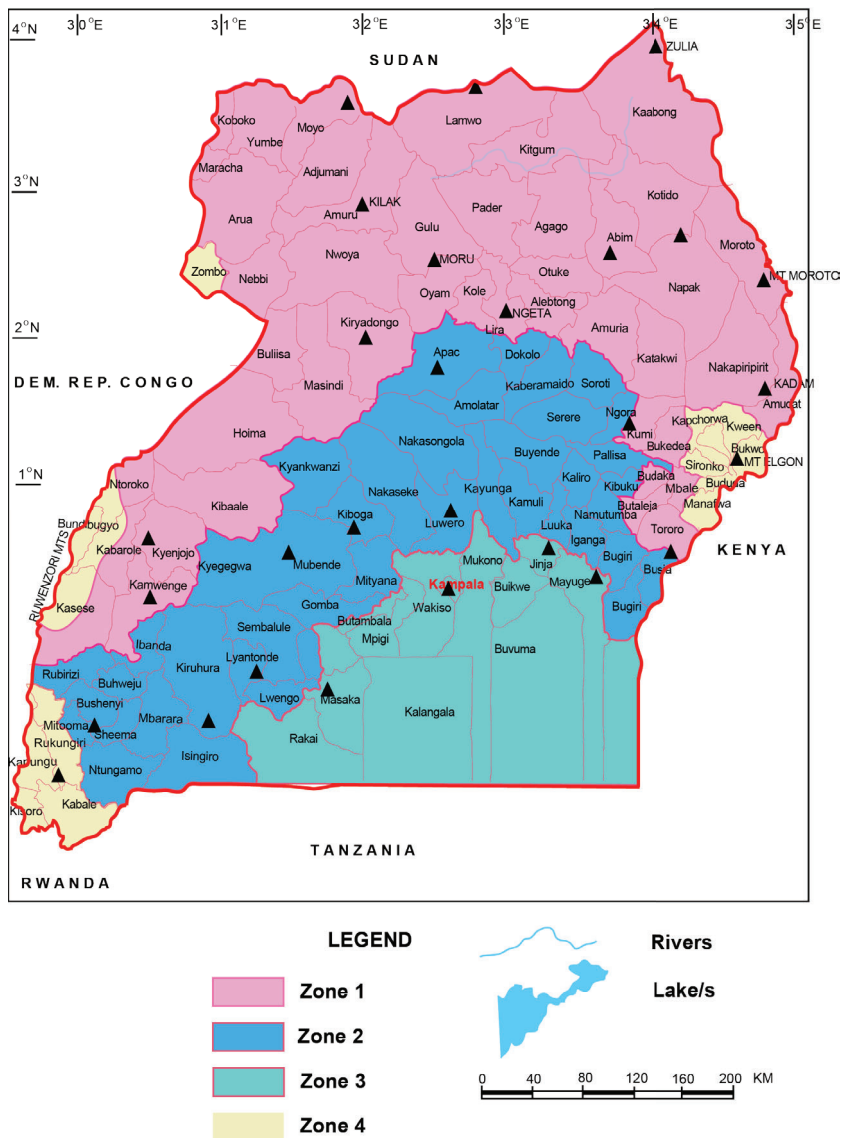 30°E 31°E 32°E 33°E 34°E 35°E
4°N
ZULIA
SUDAN
Koboko
Moyo
Lamwo
Kaabong
Yumbe
Kitgum
Maracha
Adjumani
3°N
Kotido
KILAK
Pader
Arua
Amuru
Gulu
Agago
Abim
Moroto
Nwoya
MORU
Zombo
Nebbi
Otuke
MT MOROTO
Oyam
Kole
Napak
Alebtong
NGETA
Kiryadongo
Lira
Amuria
2°N
Buliisa
Apac
Dokolo
Katakwi
Nakapiripirit
DEM. REP. CONGO
Masindi
Kaberamaido
Soroti
KADAM
Amolatar
Amudat
Serere
Ngora
Kapchorwa
Kween
Hoima
Kumi
Nakasongola
Bukedea
Bukwo
Buyende
Pallisa
MT ELGON
1°N
Kyankwanzi
Sironko
Ntoroko
Kaliro
Budaka
Bududa
Nakaseke
Kayunga
Kibuku
Mbale
Kibaale
Kamuli
Butaleja
Manafwa
Kiboga
Luwero
Namutumba
Bundibugyo
Luuka
Tororo
Kabarole
Kyenjojo
Iganga
KENYA
Kyegegwa
Mubende
Mukono
Jinja
Bugiri
Busia
Mityana
Kampala
Mayuge
RUWENZORI MTS
Kamwenge
Buikwe
Kasese
Gomba
Wakiso
Bugiri
Butambala
Sembalule
Mpigi
Ibanda
Buvuma
Rubirizi
Kiruhura
Lyantonde
Buhweju
Lwengo
Masaka
Bushenyi
Kalangala
Mitooma
Mbarara
Sheema
Rukungiri
Rakai
Isingiro
Kanungu
Ntungamo
Kisoro
Kabale
TANZANIA
RWANDA
LEGEND
Rivers
Zone 1
Lake/s
Zone 2
Zone 3
KM
0 40 80 120 160 200
Zone 4